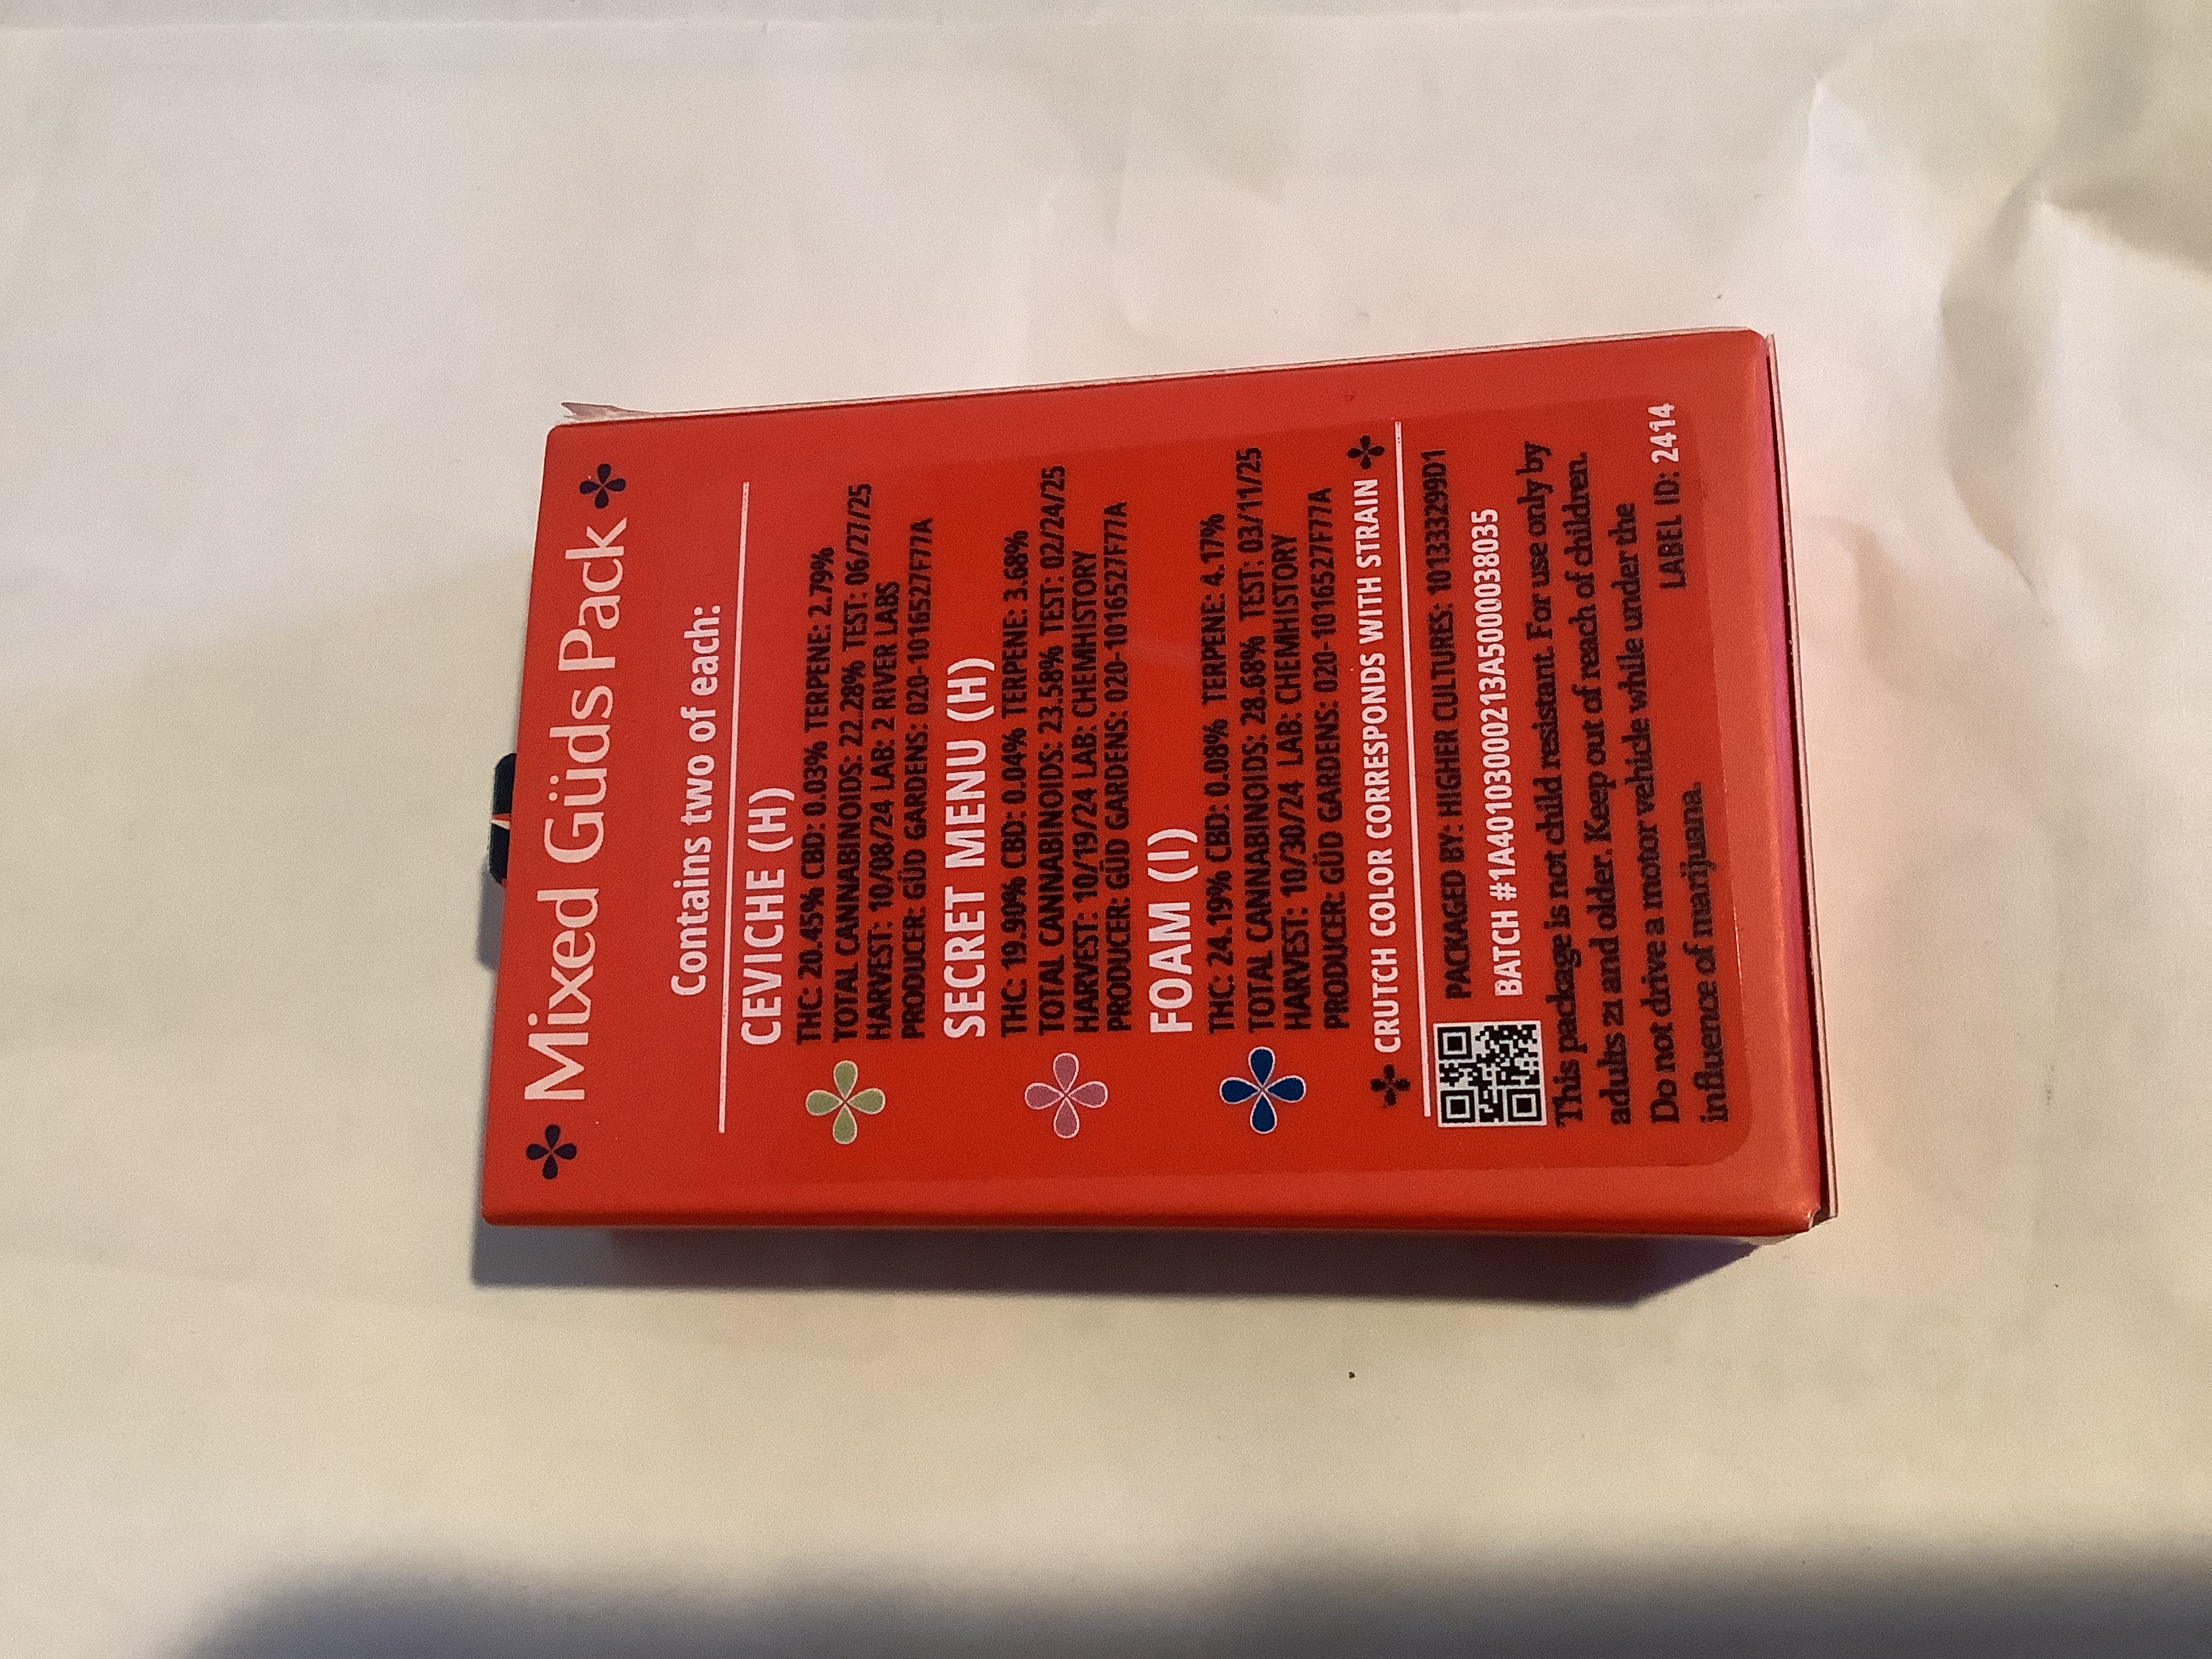 Mixed Güds Pack
Contains two of each:
CEVICHE (H)
THC: 20.45% CBD: 0.03% TERPENE: 2.79%
TOTAL CANNABINOIDS: 22.28% TEST: 06/27/25
HARVEST: 10/08/24 LAB: 2 RIVER LABS
PRODUCER: GÜD GARDENS: 020-1016527F77A
SECRET MENU (H)
THC: 19.90% CBD: 0.04% TERPENE: 3.68%
TOTAL CANNABINOIDS: 23.58% TEST: 02/24/25
HARVEST: 10/19/24 LAB: CHEMHISTORY
PRODUCER: GÜD GARDENS: 020-1016527F77A
FOAM (I)
THC: 24.19% CBD: 0.08% TERPENE: 4.17%
TOTAL CANNABINOIDS: 28.68% TEST: 03/11/25
HARVEST: 10/30/24 LAB: CHEMHISTORY
PRODUCER: GÜD GARDENS: 020-1016527F77A
CRUTCH COLOR CORRESPONDS WITH STRAIN
PACKAGED BY: HIGHER CULTURES: 101333299D1
BATCH #1A40103000213A5000038035
This package is not child resistant. For use only by
adults 21 and older. Keep out of reach of children.
Do not drive a motor vehicle while under the
influence of marijuana.
LABEL ID: 2414